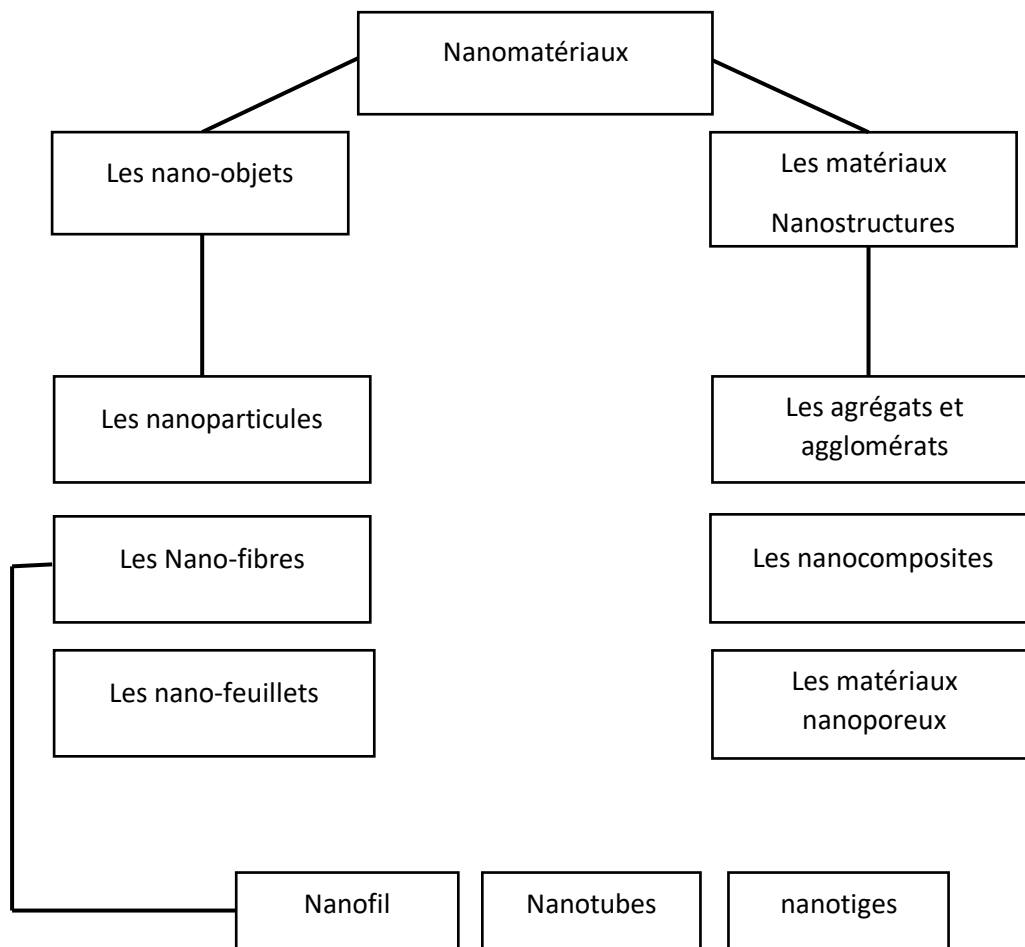 Nanomatériaux
Les nano-objets
Les matériaux
Nanostructures
Les nanoparticules
Les agrégats et
agglomérats
Les Nano-fibres
Les nanocomposites
Les nano-feuillets
Les matériaux
nanoporeux
Nanofil
Nanotubes
nanotiges